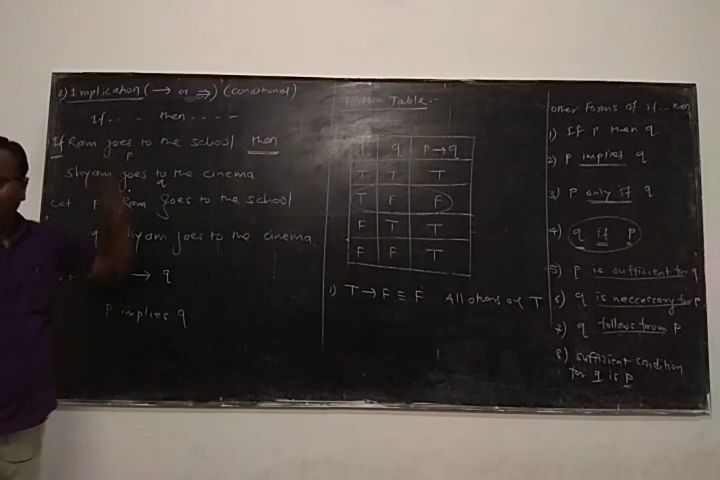 2) Implication (→ or ⇒) (conditional)
If .... then ....
If Ram goes to the school then
p
Shyam goes to the cinema
q
Let p: Ram goes to the school
q Shyam goes to the cinema
→ q
P implies q
Truth Table:-
q P→q
T T T
T F F
F T T
F F T
1) T → F ≡ F All others are T
other forms of if...then
1) If P then q
2) P implies q
3) P only if q
4) q if P
5) P is sufficient for q
6) q is neccessary for P
7) q follows from P
8) sufficient condition
for q is P